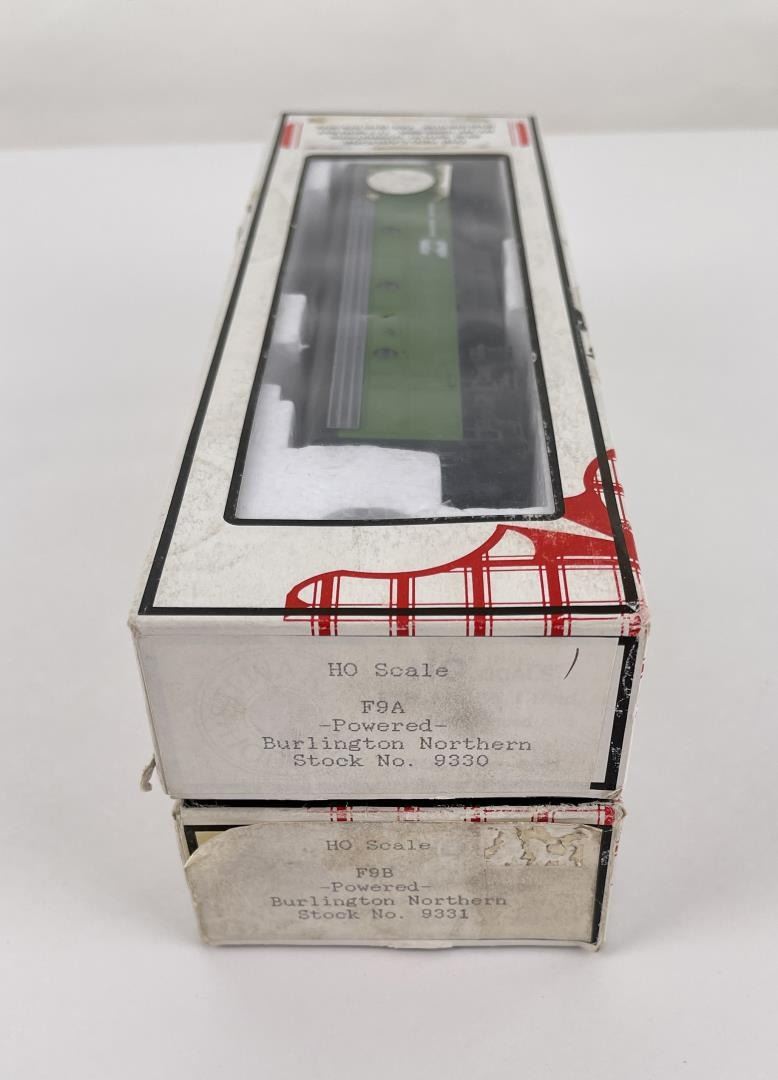 HO Scale
F9A
-Powered-
Burlington Northern
Stock No. 9330
HO Scale
F9B
-Powered-
Burlington Northern
Stock No. 9331